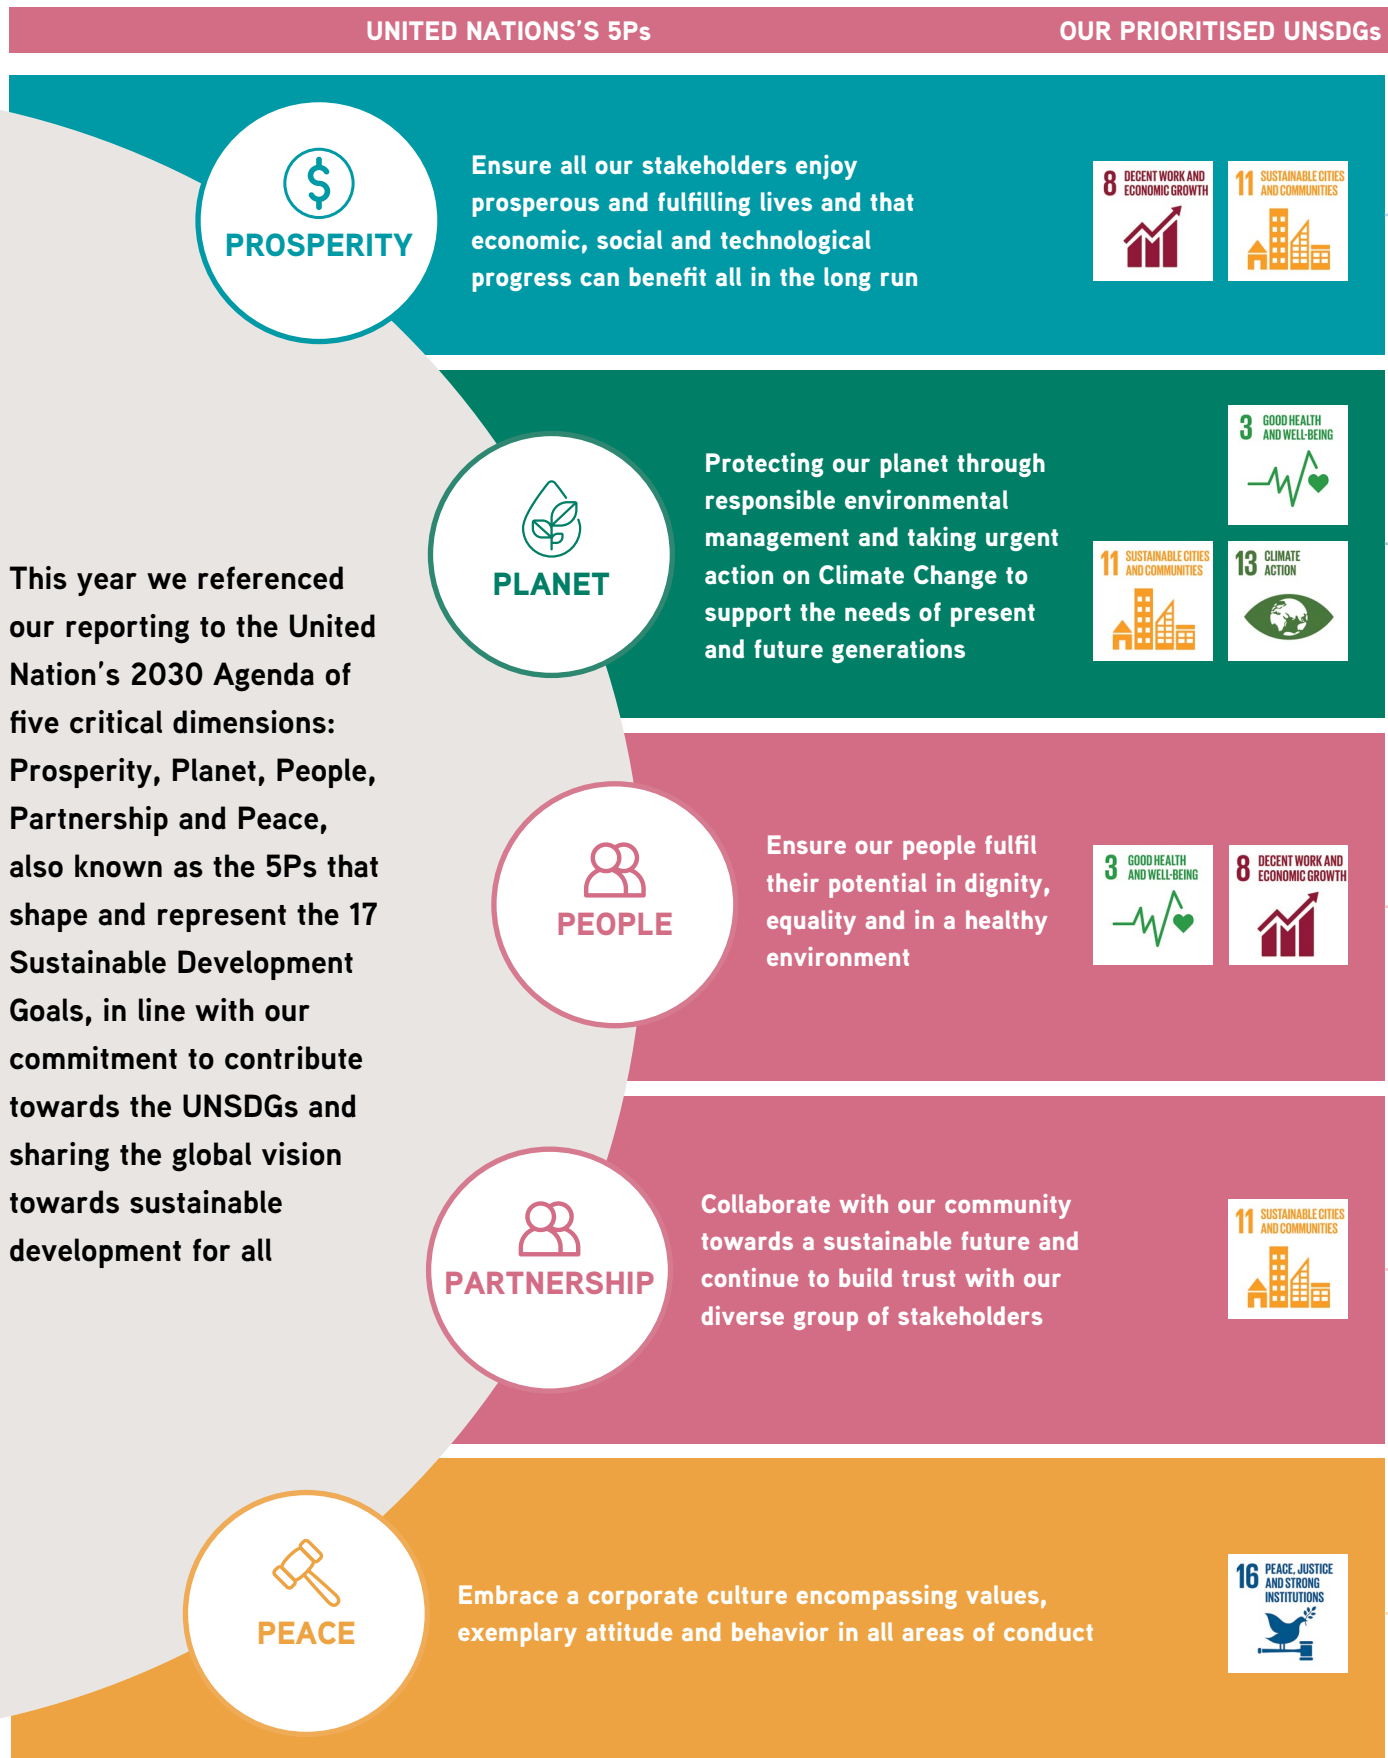 UNITED NATIONS'S 5Ps
OUR PRIORITISED UNSDGs
This year we referenced
our reporting to the United
Nation's 2030 Agenda of
five critical dimensions:
Prosperity, Planet, People,
Partnership and Peace,
also known as the 5Ps that
shape and represent the 17
Sustainable Development
Goals, in line with our
commitment to contribute
towards the UNSDGs and
sharing the global vision
towards sustainable
development for all
$
PROSPERITY
Ensure all our stakeholders enjoy
prosperous and fulfilling lives and that
economic, social and technological
progress can benefit all in the long run
8 DECENT WORK AND
ECONOMIC GROWTH
11 SUSTAINABLE CITIES
AND COMMUNITIES
PLANET
Protecting our planet through
responsible environmental
management and taking urgent
action on Climate Change to
support the needs of present
and future generations
3 GOOD HEALTH
AND WELL-BEING
11 SUSTAINABLE CITIES
AND COMMUNITIES
13 CLIMATE
ACTION
PEOPLE
Ensure our people fulfil
their potential in dignity,
equality and in a healthy
environment
3 GOOD HEALTH
AND WELL-BEING
8 DECENT WORK AND
ECONOMIC GROWTH
PARTNERSHIP
Collaborate with our community
towards a sustainable future and
continue to build trust with our
diverse group of stakeholders
11 SUSTAINABLE CITIES
AND COMMUNITIES
PEACE
Embrace a corporate culture encompassing values,
exemplary attitude and behavior in all areas of conduct
16 PEACE, JUSTICE
AND STRONG
INSTITUTIONS